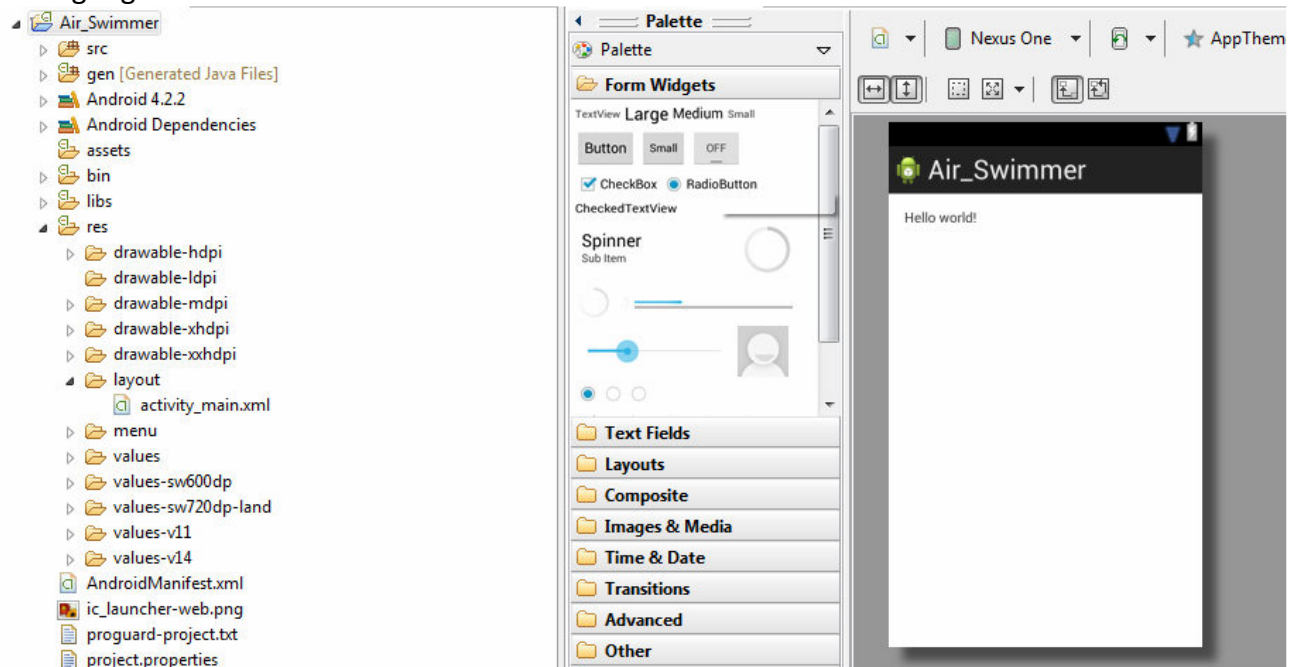 Air_Swimmer
src
gen [Generated Java Files]
Android 4.2.2
Android Dependencies
assets
bin
libs
res
drawable-hdpi
drawable-ldpi
drawable-mdpi
drawable-xhdpi
drawable-xxhdpi
layout
activity_main.xml
menu
values
values-sw600dp
values-sw720dp-land
values-v11
values-v14
AndroidManifest.xml
ic_launcher-web.png
proguard-project.txt
project.properties
Palette
Palette
Form Widgets
TextView Large Medium Small
Button Small OFF
CheckBox RadioButton
CheckedTextView
Spinner
Sub Item
Text Fields
Layouts
Composite
Images & Media
Time & Date
Transitions
Advanced
Other
Nexus One AppThem
Air_Swimmer
Hello world!